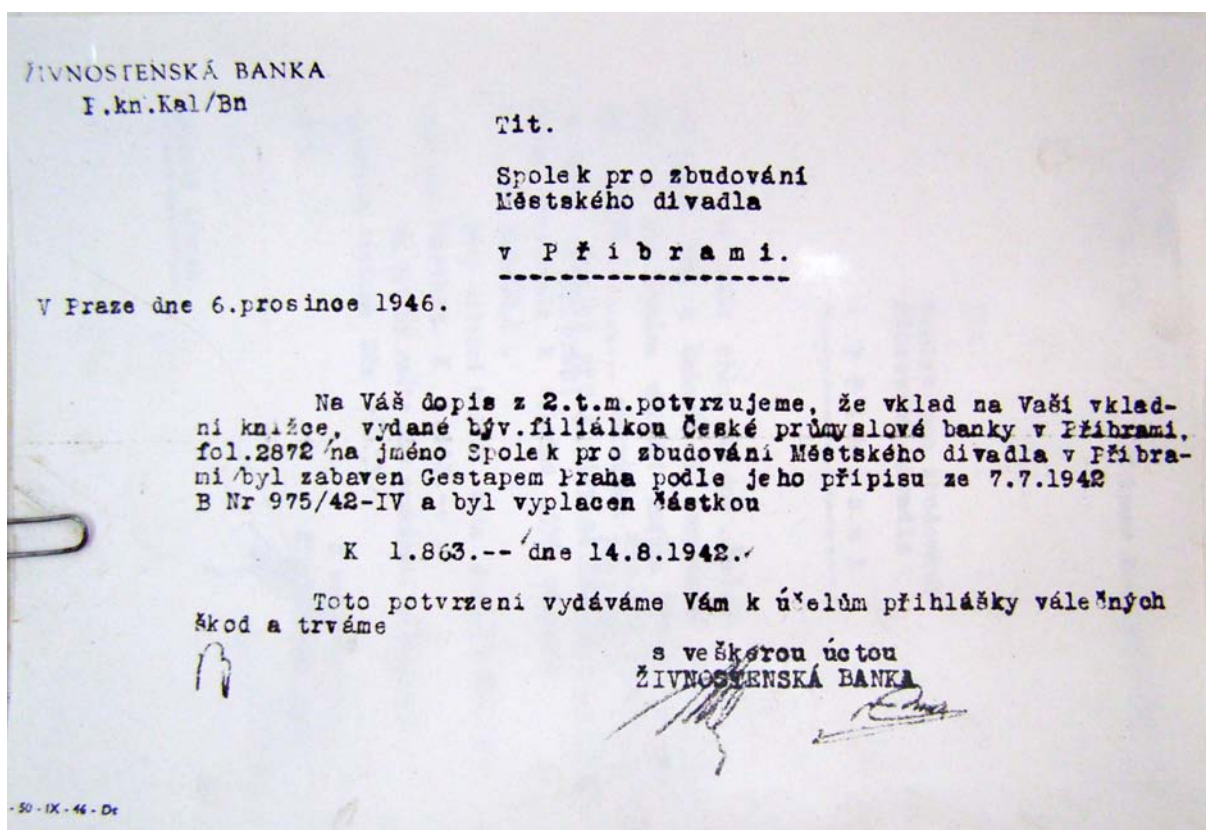 ŽIVNOSTENSKÁ BANKA
P.kn.Kal/Bn
Tit.
Spolek pro zbudování
Městského divadla
v P ř í b r a m i.
V Praze dne 6.prosince 1946.
Na Váš dopis z 2.t.m.potvrzujeme, že vklad na Vaší vklad-
ní knížce, vydané býv.filiálkou České průmyslové banky v Příbrami,
fol.2872 /na jméno Spolek pro zbudování Městského divadla v Příbra-
mi/byl zabaven Gestapem Praha podle jeho přípisu ze 7.7.1942
B Nr 975/42-IV a byl vyplacen částkou
K 1.863.-- dne 14.8.1942.
Toto potvrzení vydáváme Vám k účelům přihlášky válečných
škod a trváme
s veškerou úctou
ŽIVNOSTENSKÁ BANKA
- 50 - IX - 46 - Dt